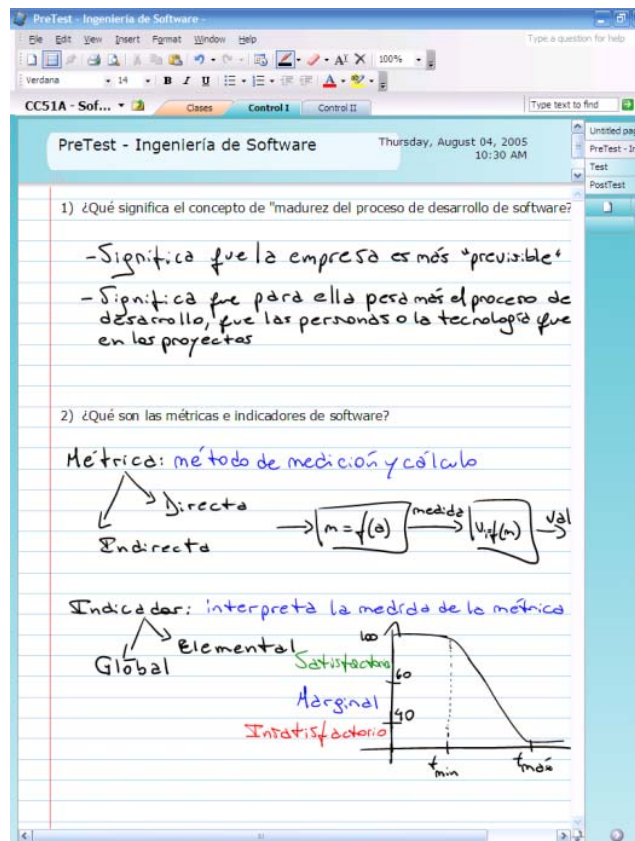 PreTest - Ingeniería de Software -
File Edit View Insert Format Window Help
Type a question for help
100%
Verdana 14 B I U
CC51A - Sof... Clases Control I Control II
Type text to find
PreTest - Ingeniería de Software
Thursday, August 04, 2005
10:30 AM
Untitled pag
PreTest - In
Test
PostTest
1) ¿Qué significa el concepto de "madurez del proceso de desarrollo de software?
- Significa que la empresa es más "previsible"
- Significa que para ella pesa más el proceso de
desarrollo, que las personas o la tecnología que
en los proyectos
2) ¿Qué son las métricas e indicadores de software?
Métrica: método de medición y cálculo
Directa
Indirecta
m = f(a) medida Vi=f(m) val
Indicador: interpreta la medida de la métrica
Elemental
Global
100
Satisfactorio
60
Marginal
40
Insatisfactorio
tmin tmáx